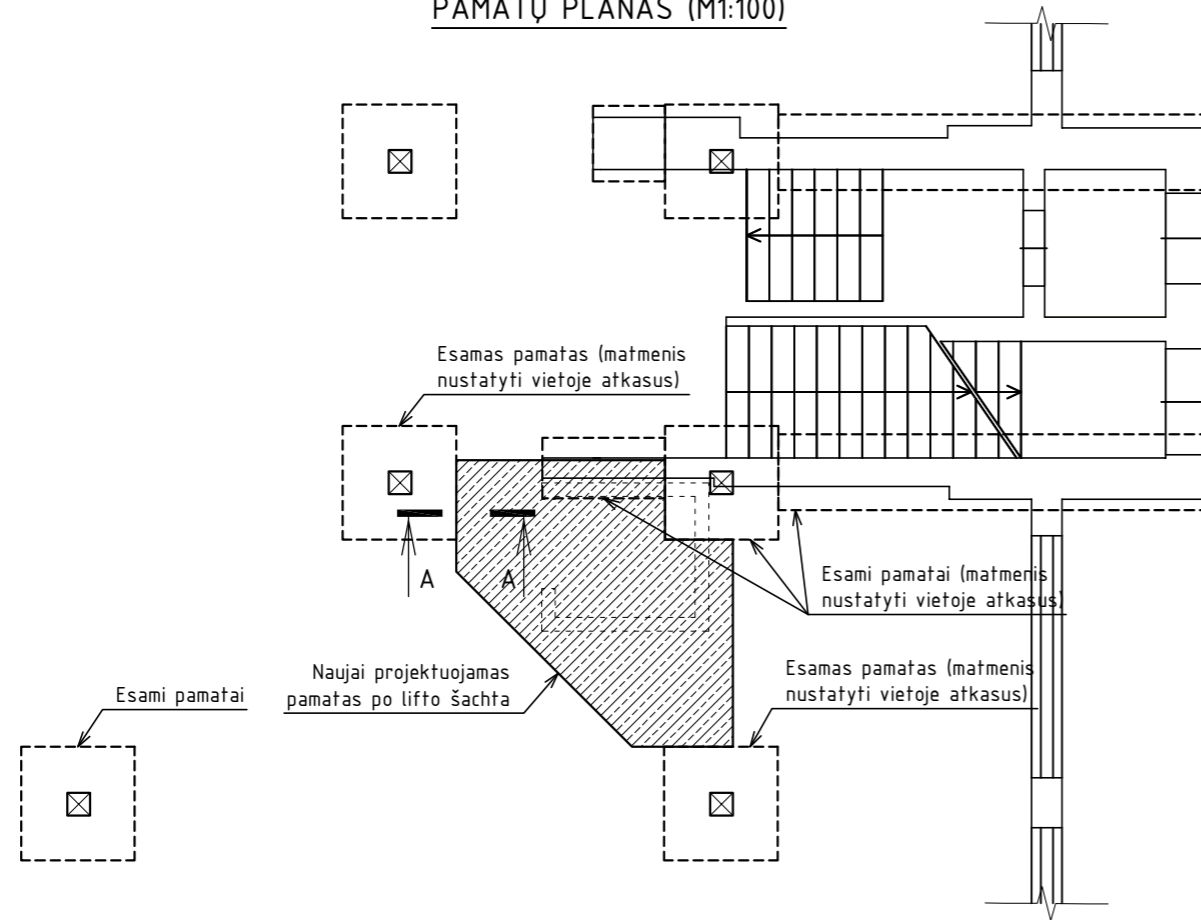 PAMATŲ PLANAS (M1:100)
Esamas pamatas (matmenis
nustatyti vietoje atkasus)
A
A
Esami pamatai (matmenis
nustatyti vietoje atkasus)
Naujai projektuojamas
pamatas po lifto šachta
Esamas pamatas (matmenis
nustatyti vietoje atkasus)
Esami pamatai